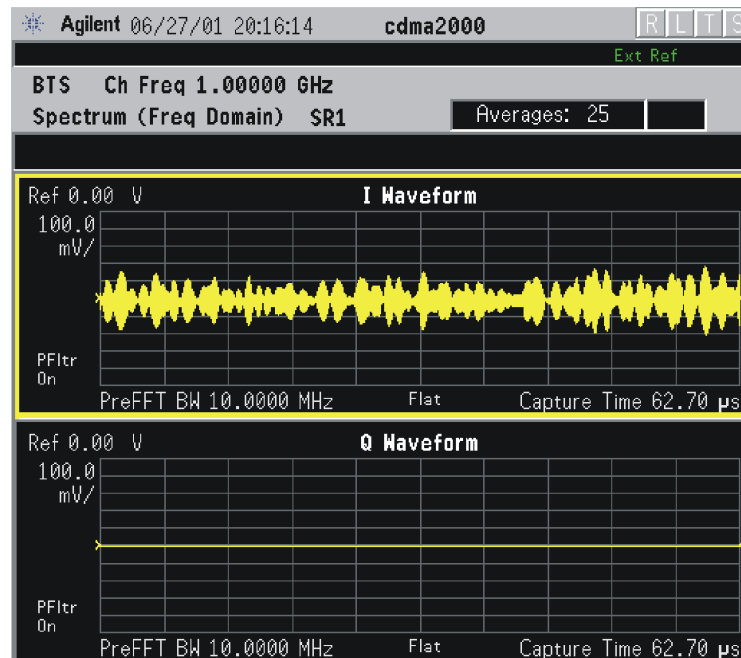 Agilent 06/27/01 20:16:14 cdma2000 R L T S
Ext Ref
BTS Ch Freq 1.00000 GHz
Spectrum (Freq Domain) SR1 Averages: 25
Ref 0.00 V I Waveform
100.0
mV/
PFltr
On
PreFFT BW 10.0000 MHz Flat Capture Time 62.70 µs
Ref 0.00 V Q Waveform
100.0
mV/
PFltr
On
PreFFT BW 10.0000 MHz Flat Capture Time 62.70 µs